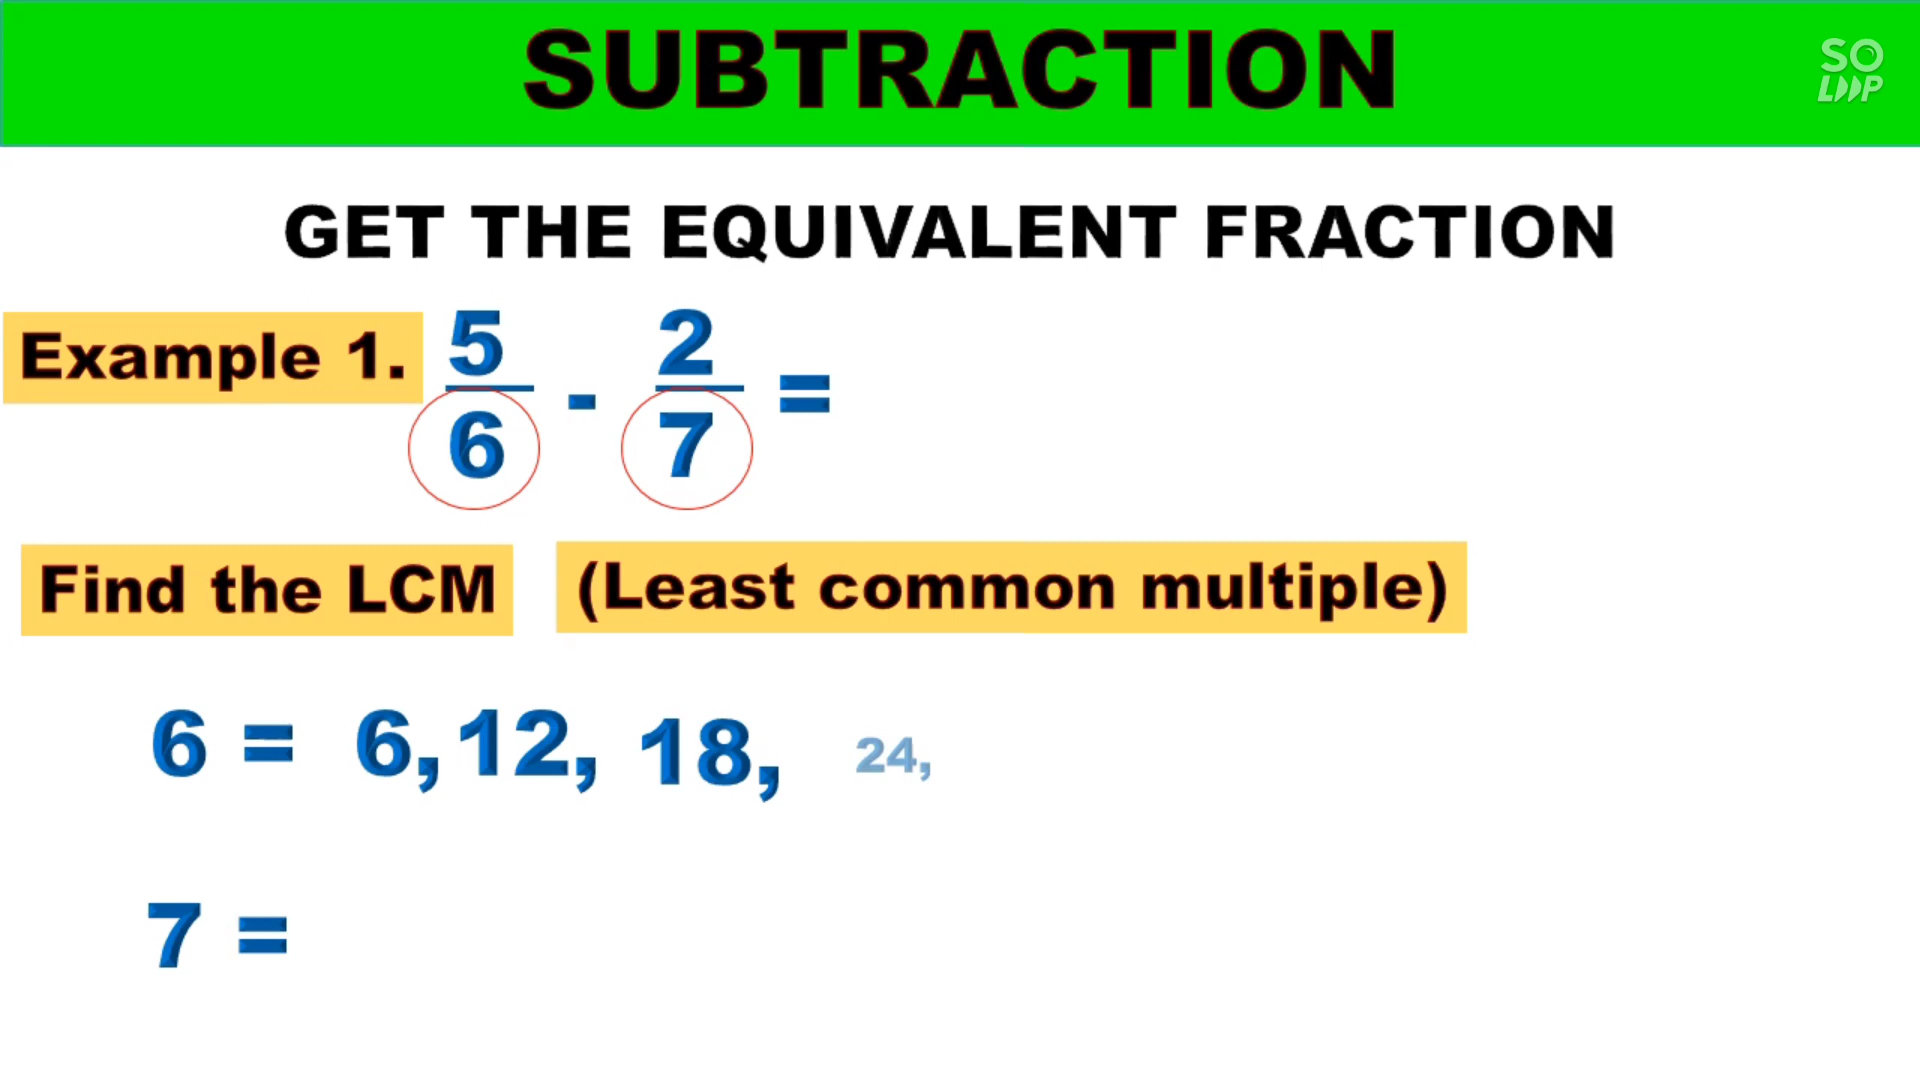 SUBTRACTION
SO
LOOP
GET THE EQUIVALENT FRACTION
Example 1. 5/6 - 2/7 =
Find the LCM (Least common multiple)
6 = 6, 12, 18, 24,
7 =